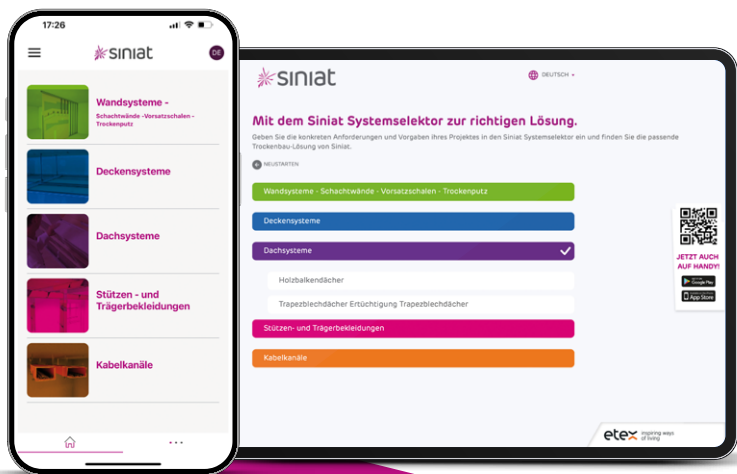 17:26
siniat
DE
Wandsysteme -
Schachtwände -Vorsatzschalen -
Trockenputz
Deckensysteme
Dachsysteme
Stützen - und
Trägerbekleidungen
Kabelkanäle
siniat
DEUTSCH
Mit dem Siniat Systemselektor zur richtigen Lösung.
Geben Sie die konkreten Anforderungen und Vorgaben Ihres Projektes in den Siniat Systemselektor ein und finden Sie die passende
Trockenbau-Lösung von Siniat.
NEUSTARTEN
Wandsysteme - Schachtwände - Vorsatzschalen - Trockenputz
Deckensysteme
Dachsysteme
Holzbalkendächer
Trapezblechdächer Ertüchtigung Trapezblechdächer
Stützen- und Trägerbekleidungen
Kabelkanäle
JETZT AUCH
AUF HANDY!
Google Play
App Store
etex inspiring ways
of living